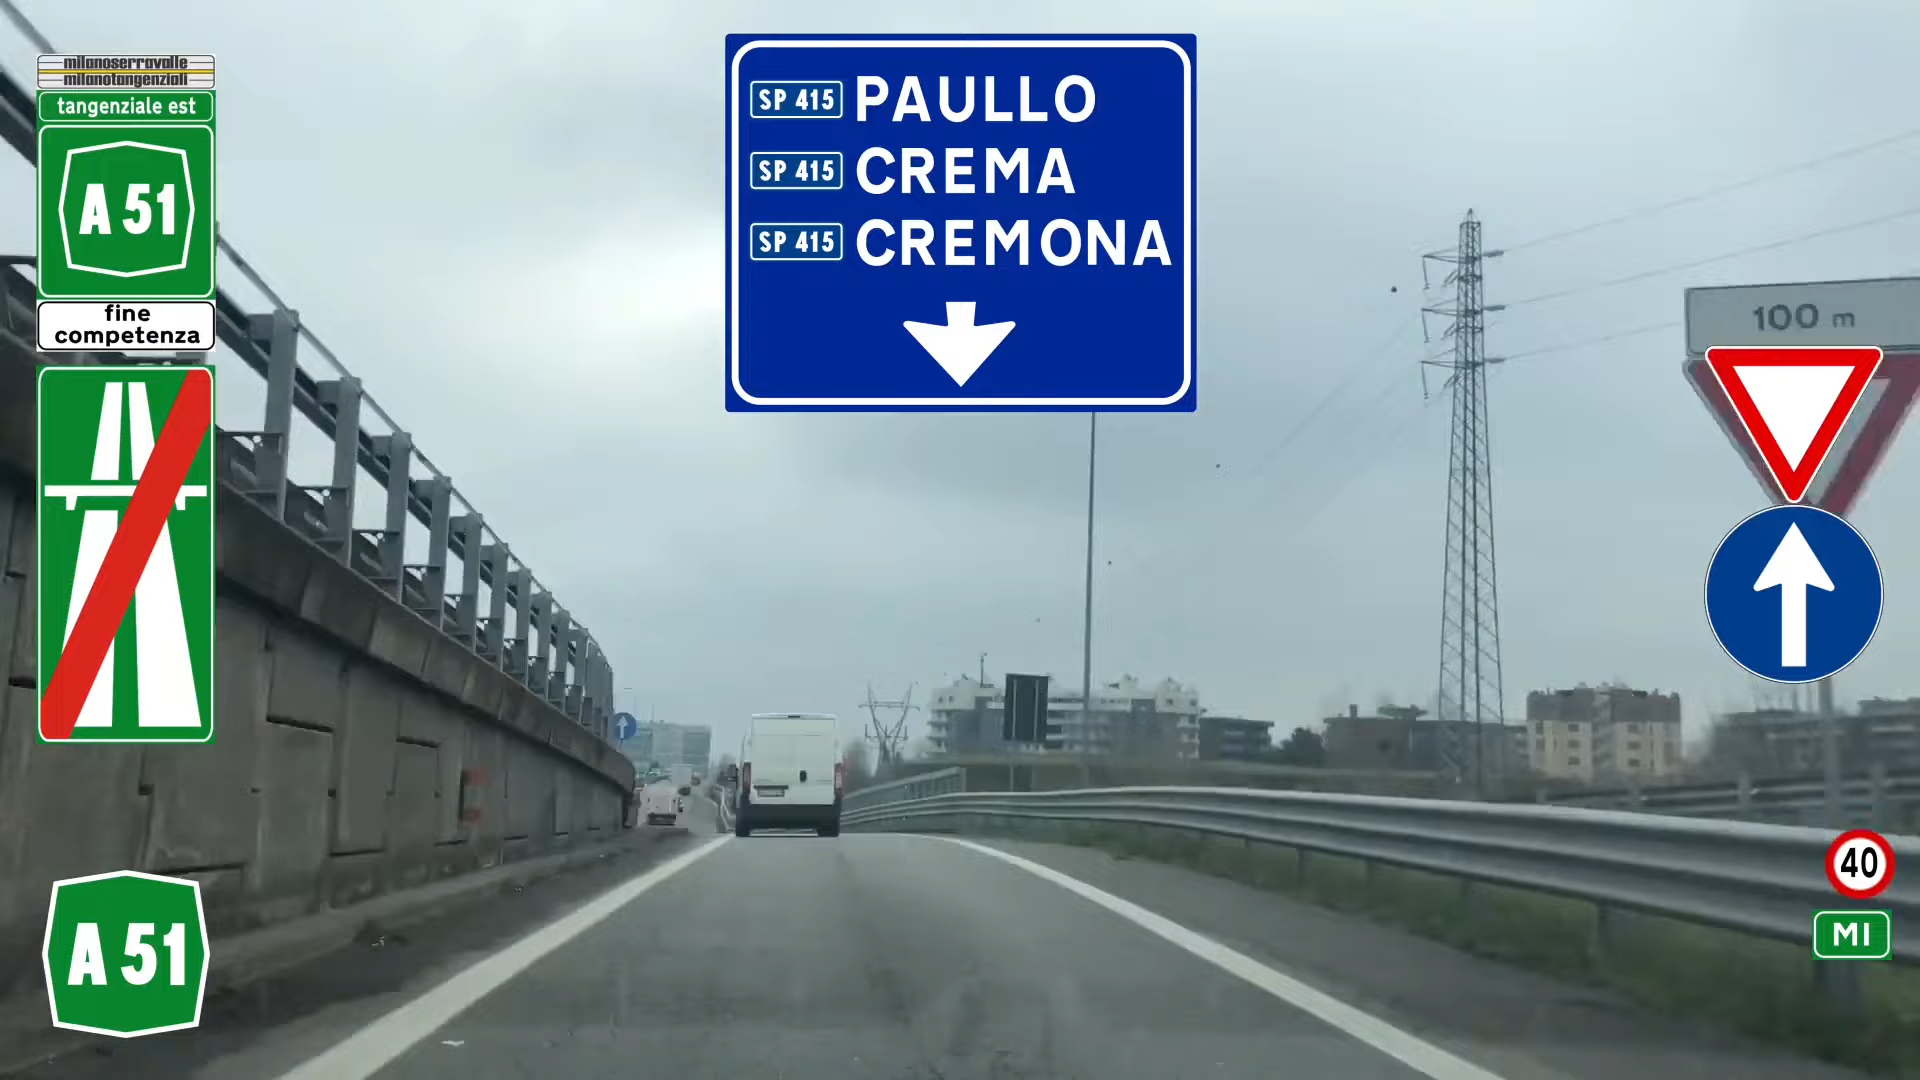 milanoserravalle
milanotangenziali
tangenziale est
A 51
fine
competenza
SP 415 PAULLO
SP 415 CREMA
SP 415 CREMONA
100 m
40
MI
A 51